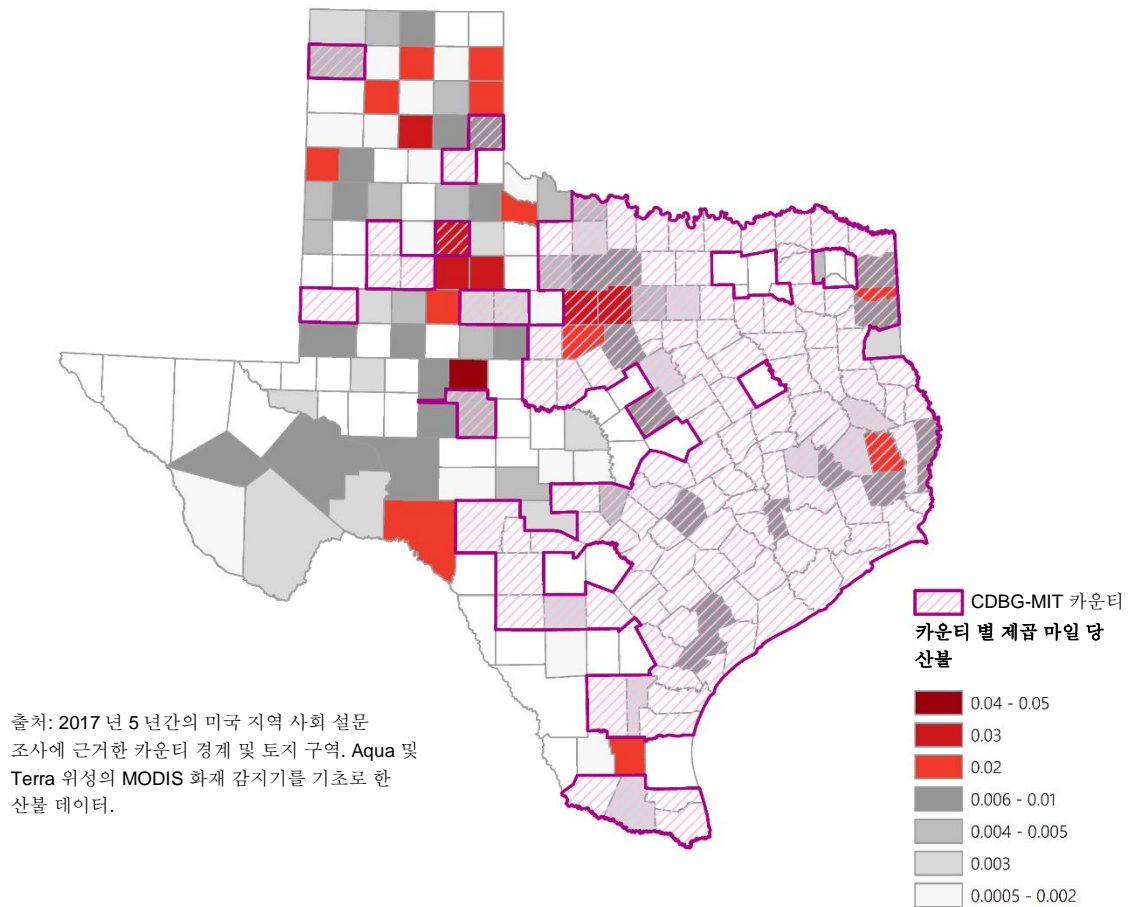 CDBG-MIT 카운티
카운티 별 제곱 마일 당
산불
0.04 - 0.05
0.03
0.02
0.006 - 0.01
0.004 - 0.005
0.003
0.0005 - 0.002
출처: 2017 년 5 년간의 미국 지역 사회 설문
조사에 근거한 카운티 경계 및 토지 구역. Aqua 및
Terra 위성의 MODIS 화재 감지기를 기초로 한
산불 데이터.